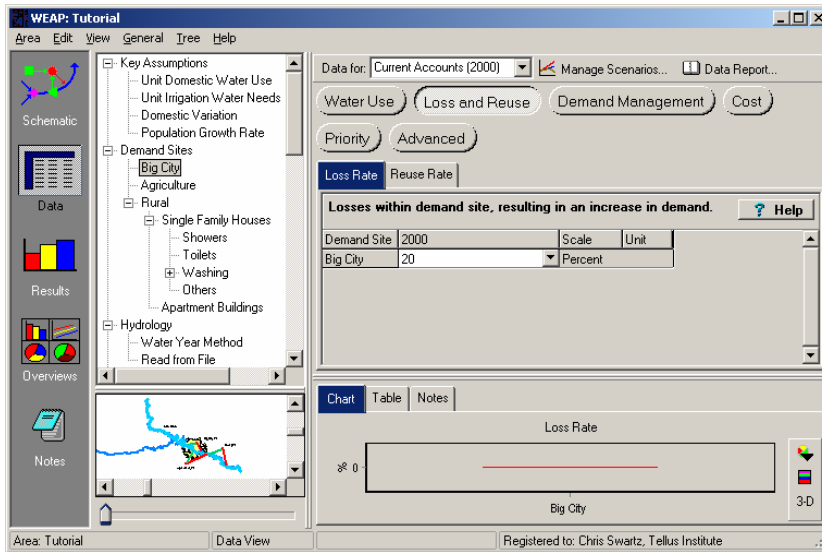 WEAP: Tutorial
Area Edit View General Tree Help
Schematic
Data
Results
Overviews
Notes
Key Assumptions
Unit Domestic Water Use
Unit Irrigation Water Needs
Domestic Variation
Population Growth Rate
Demand Sites
Big City
Agriculture
Rural
Single Family Houses
Showers
Toilets
Washing
Others
Apartment Buildings
Hydrology
Water Year Method
Read from File
Data for: Current Accounts (2000) Manage Scenarios... Data Report...
Water Use Loss and Reuse Demand Management Cost
Priority Advanced
Loss Rate Reuse Rate
Losses within demand site, resulting in an increase in demand. ? Help
Demand Site 2000 Scale Unit
Big City 20 Percent
Chart Table Notes
Loss Rate
% 0
Big City
3-D
Area: Tutorial Data View Registered to: Chris Swartz, Tellus Institute